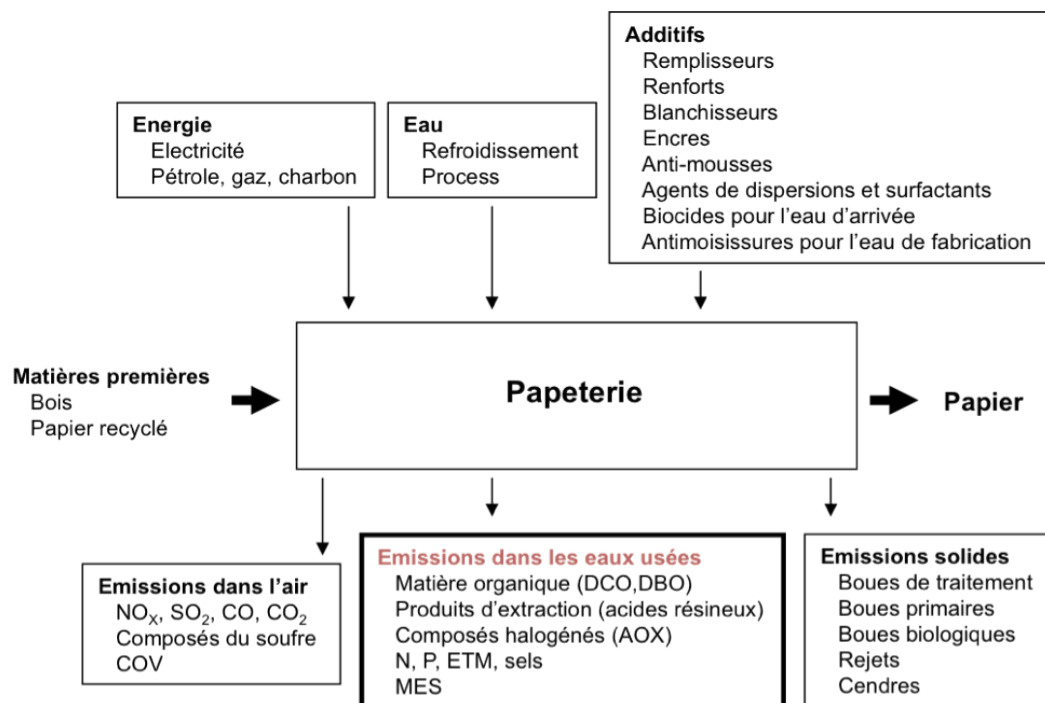 Additifs
Remplisseurs
Renforts
Blanchisseurs
Encres
Anti-mousses
Agents de dispersions et surfactants
Biocides pour l'eau d'arrivée
Antimoisissures pour l'eau de fabrication
Energie
Electricité
Pétrole, gaz, charbon
Eau
Refroidissement
Process
Matières premières
Bois
Papier recyclé
Papeterie
Papier
Emissions dans l'air
NOX, SO2, CO, CO2
Composés du soufre
COV
Emissions dans les eaux usées
Matière organique (DCO,DBO)
Produits d'extraction (acides résineux)
Composés halogénés (AOX)
N, P, ETM, sels
MES
Emissions solides
Boues de traitement
Boues primaires
Boues biologiques
Rejets
Cendres